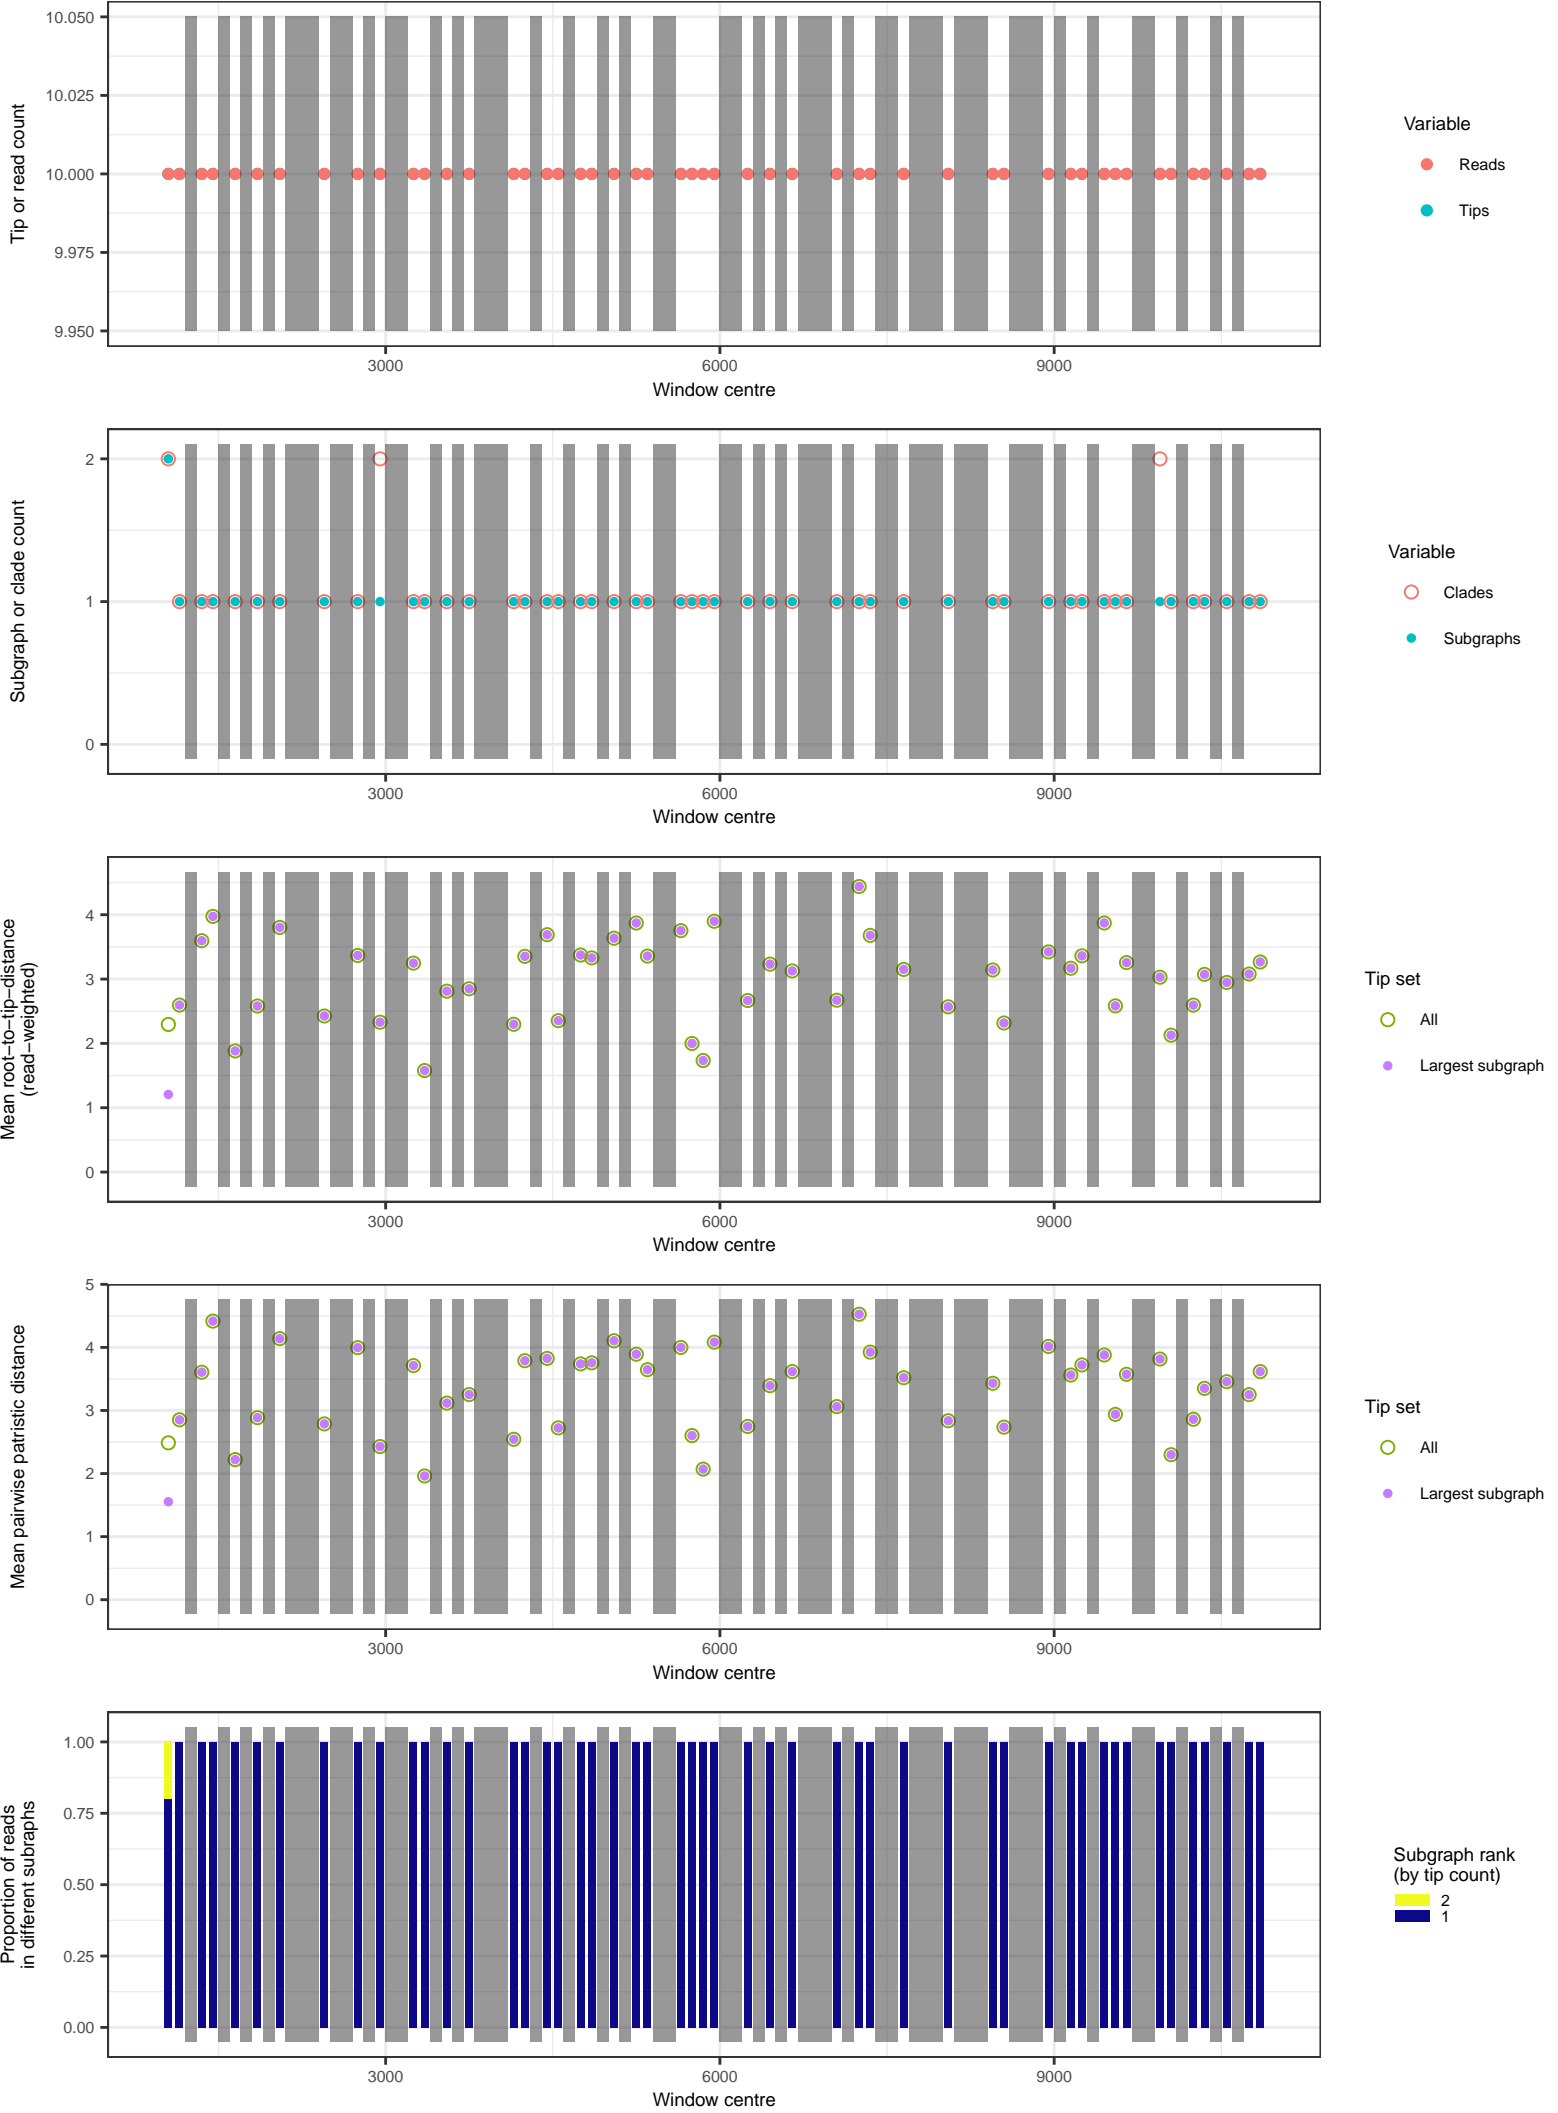 10.050
10.025
10.000
9.975
9.950
Tip or read count
3000 6000 9000
Window centre
Variable
Reads
Tips
2
1
0
Subgraph or clade count
3000 6000 9000
Window centre
Variable
Clades
Subgraphs
4
3
2
1
0
Mean root−to−tip−distance
(read−weighted)
3000 6000 9000
Window centre
Tip set
All
Largest subgraph
5
4
3
2
1
0
Mean pairwise patristic distance
3000 6000 9000
Window centre
Tip set
All
Largest subgraph
1.00
0.75
0.50
0.25
0.00
Proportion of reads
in different subraphs
3000 6000 9000
Window centre
Subgraph rank
(by tip count)
2
1